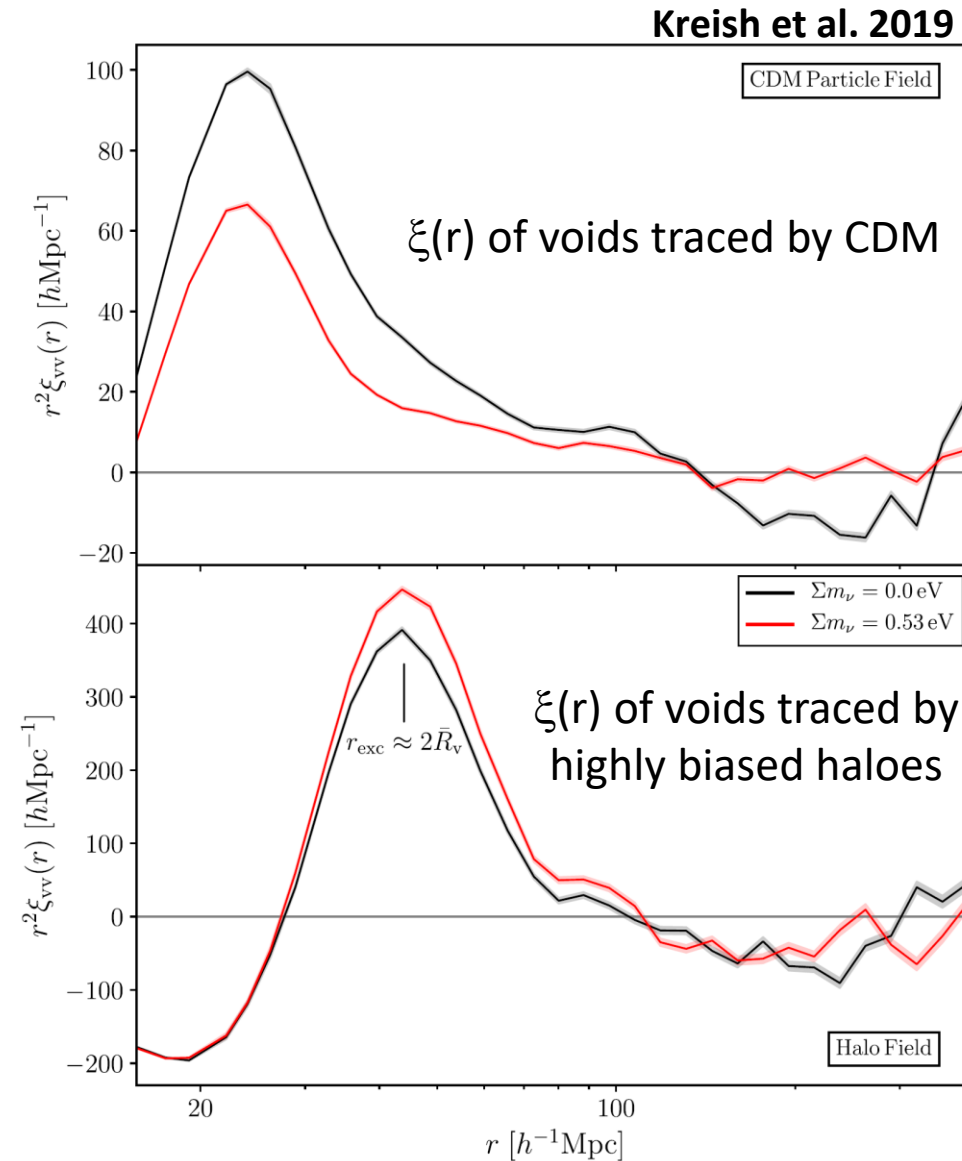 Kreish et al. 2019
100
80
60
40
20
0
−20
r²ξᵥᵥ(r) [hMpc⁻¹]
CDM Particle Field
ξ(r) of voids traced by CDM
400
300
200
100
0
−100
−200
r²ξᵥᵥ(r) [hMpc⁻¹]
Σmν = 0.0 eV
Σmν = 0.53 eV
ξ(r) of voids traced by
highly biased haloes
r_exc ≈ 2R̄ᵥ
Halo Field
20
100
r [h⁻¹Mpc]